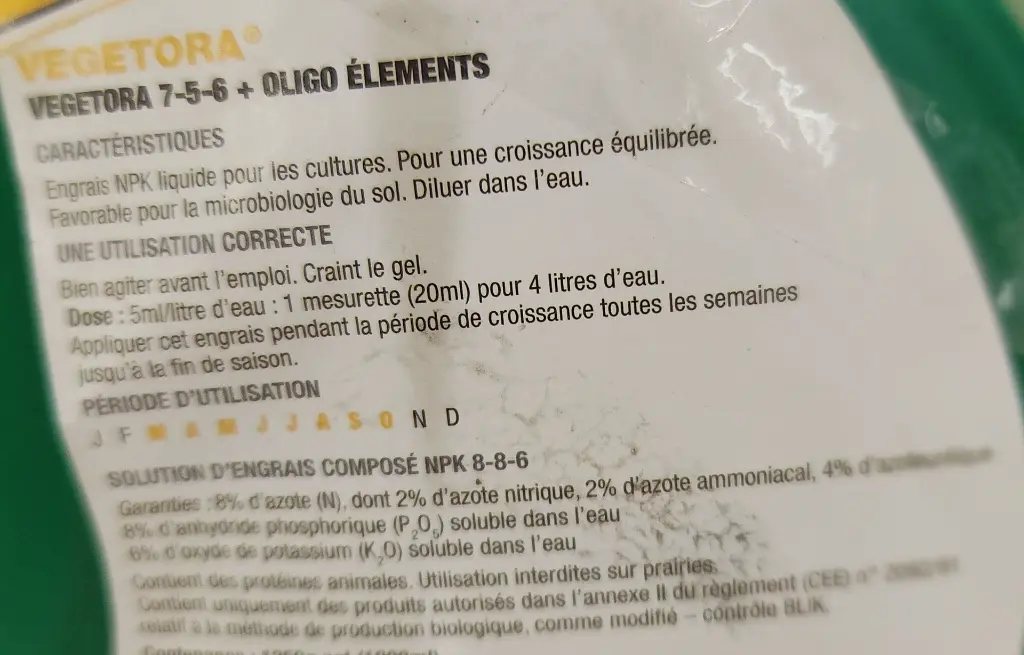 VEGETORA®
VEGETORA 7-5-6 + OLIGO ÉLEMENTS
CARACTÉRISTIQUES
Engrais NPK liquide pour les cultures. Pour une croissance équilibrée.
Favorable pour la microbiologie du sol. Diluer dans l'eau.
UNE UTILISATION CORRECTE
Bien agiter avant l'emploi. Craint le gel.
Dose : 5ml/litre d'eau : 1 mesurette (20ml) pour 4 litres d'eau.
Appliquer cet engrais pendant la période de croissance toutes les semaines
jusqu'à la fin de saison.
PÉRIODE D'UTILISATION
J F M A M J J A S O N D
SOLUTION D'ENGRAIS COMPOSÉ NPK 8-8-6
Garanties : 8% d'azote (N), dont 2% d'azote nitrique, 2% d'azote ammoniacal, 4%
8% d'anhydride phosphorique (P2O5) soluble dans l'eau
6% d'oxyde de potassium (K2O) soluble dans l'eau
Contient des protéines animales. Utilisation interdites sur prairies.
Contient uniquement des produits autorisés dans l'annexe II du règlement (CEE) n°
relatif à la méthode de production biologique, comme modifié – contrôle BLIK.